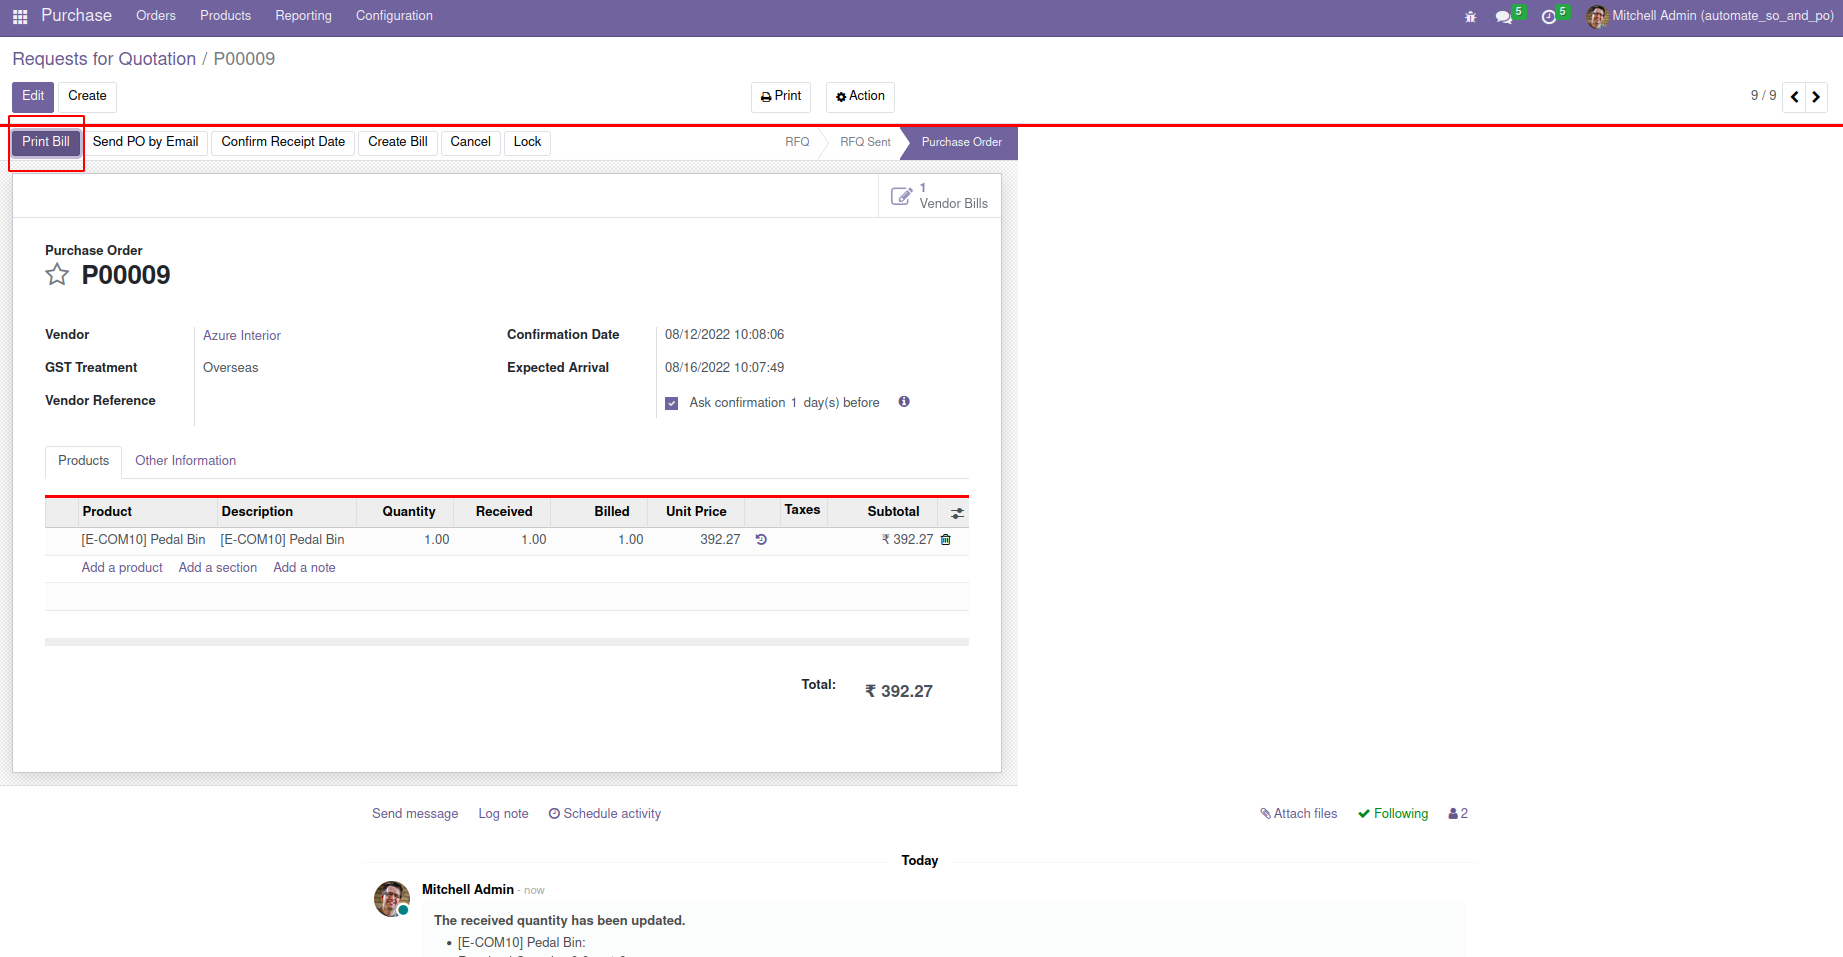 Purchase Orders Products Reporting Configuration 5 5 Mitchell Admin (automate_so_and_po)
Requests for Quotation / P00009
Edit Create Print Action 9 / 9
Print Bill Send PO by Email Confirm Receipt Date Create Bill Cancel Lock RFQ RFQ Sent Purchase Order
1
Vendor Bills
Purchase Order
P00009
Vendor Azure Interior Confirmation Date 08/12/2022 10:08:06
GST Treatment Overseas Expected Arrival 08/16/2022 10:07:49
Vendor Reference Ask confirmation 1 day(s) before
Products Other Information
Product Description Quantity Received Billed Unit Price Taxes Subtotal
[E-COM10] Pedal Bin [E-COM10] Pedal Bin 1.00 1.00 1.00 392.27 ₹ 392.27
Add a product Add a section Add a note
Total: ₹ 392.27
Send message Log note Schedule activity Attach files Following 2
Today
Mitchell Admin - now
The received quantity has been updated.
• [E-COM10] Pedal Bin: